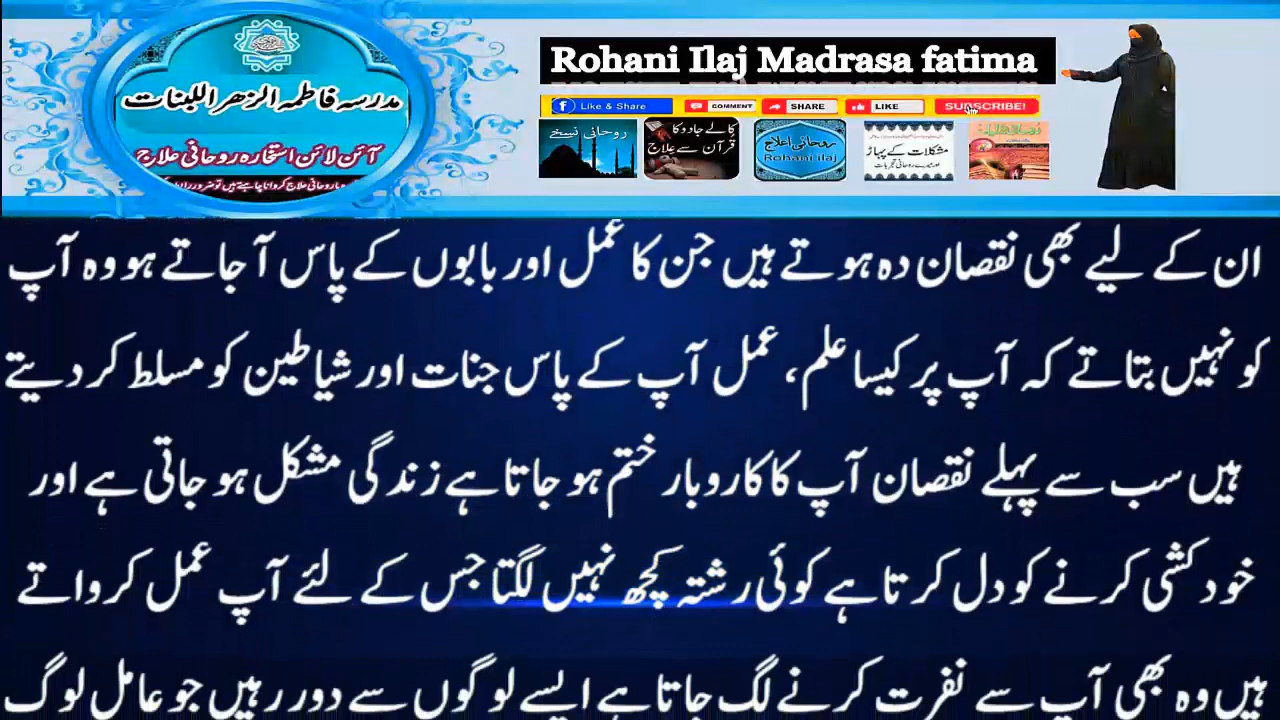 مدرسہ فاطمہ الزھرا للبنات
آئن لائن استخارہ روحانی علاج
Rohani Ilaj Madrasa fatima
Like & Share
COMMENT
SHARE
LIKE
SUBSCRIBE!
روحانی نسخے
کالے جادو کا
قرآن سے علاج
روحانی علاج
Rohani ilaj
مشکلات کے پہاڑ
ان کے لیے بھی نقصان دہ ہوتے ہیں جن کا عمل اور بابوں کے پاس آ جاتے ہو وہ آپ
کو نہیں بتاتے کہ آپ پر کیسا علم، عمل آپ کے پاس جنات اور شیاطین کو مسلط کر دیتے
ہیں سب سے پہلے نقصان آپ کا کاروبار ختم ہو جاتا ہے زندگی مشکل ہو جاتی ہے اور
خودکشی کرنے کو دل کرتا ہے کوئی رشتہ کچھ نہیں لگتا جس کے لئے آپ عمل کرواتے
ہیں وہ بھی آپ سے نفرت کرنے لگ جاتا ہے ایسے لوگوں سے دور رہیں جو عامل لوگ